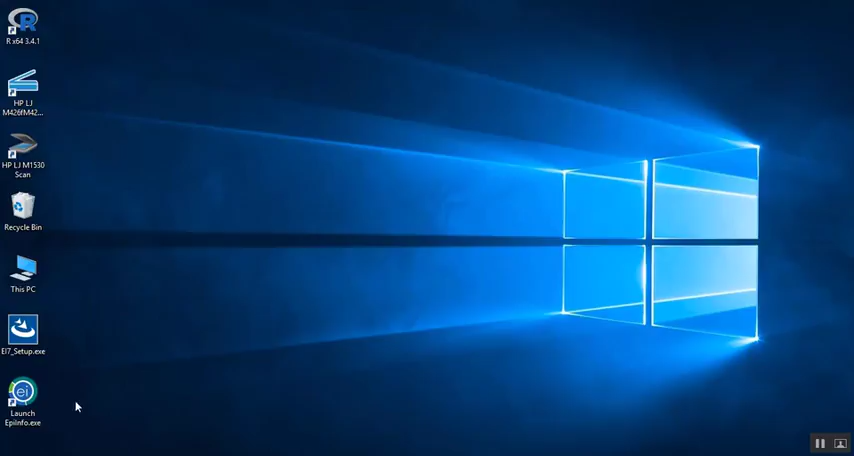 R x64 3.4.1
HP LJ
M426fM42...
HP LJ M1530
Scan
Recycle Bin
This PC
EI7_Setup.exe
ei
Launch
EpiInfo.exe